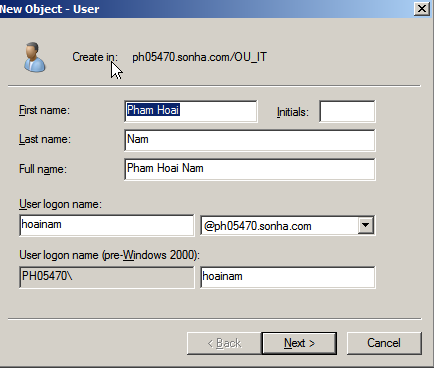 New Object - User
Create in: ph05470.sonha.com/OU_IT
First name: Pham Hoai Initials:
Last name: Nam
Full name: Pham Hoai Nam
User logon name:
hoainam @ph05470.sonha.com
User logon name (pre-Windows 2000):
PH05470\ hoainam
< Back Next > Cancel